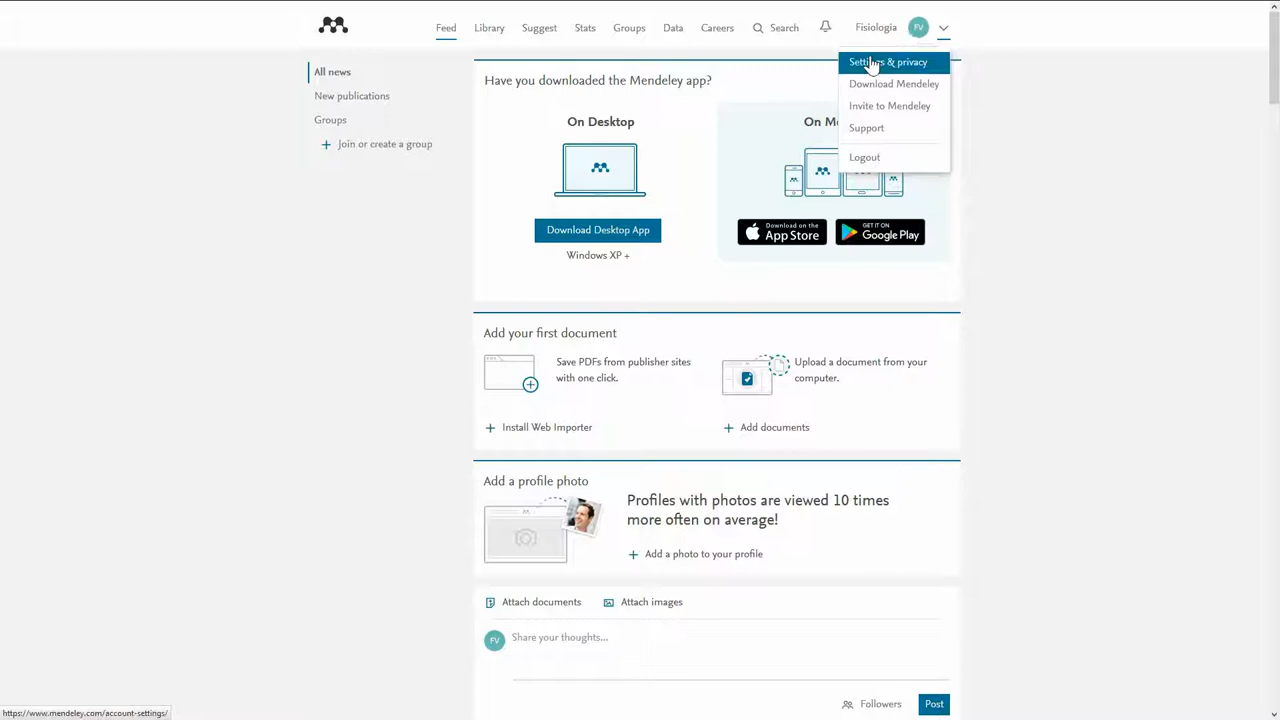 Feed
Library
Suggest
Stats
Groups
Data
Careers
Search
Fisiologia
FV
Settings & privacy
Download Mendeley
Invite to Mendeley
Support
Logout
All news
New publications
Groups
+ Join or create a group
Have you downloaded the Mendeley app?
On Desktop
On M
Download Desktop App
Windows XP +
Download on the
App Store
GET IT ON
Google Play
Add your first document
Save PDFs from publisher sites
with one click.
Upload a document from your
computer.
+ Install Web Importer
+ Add documents
Add a profile photo
Profiles with photos are viewed 10 times
more often on average!
+ Add a photo to your profile
Attach documents
Attach images
FV
Share your thoughts...
Followers
Post
https://www.mendeley.com/account-settings/